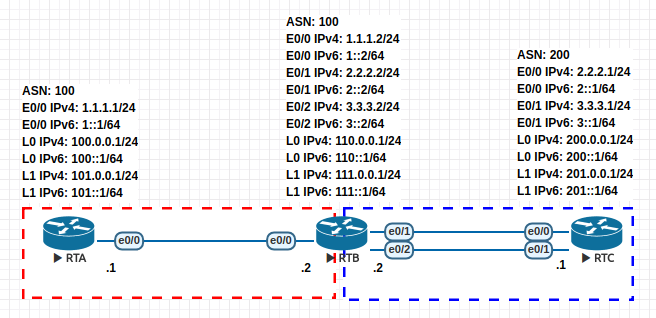 ASN: 100
E0/0 IPv4: 1.1.1.2/24
E0/0 IPv6: 1::2/64
E0/1 IPv4: 2.2.2.2/24
E0/1 IPv6: 2::2/64
E0/2 IPv4: 3.3.3.2/24
E0/2 IPv6: 3::2/64
L0 IPv4: 110.0.0.1/24
L0 IPv6: 110::1/64
L1 IPv4: 111.0.0.1/24
L1 IPv6: 111::1/64
ASN: 200
E0/0 IPv4: 2.2.2.1/24
E0/0 IPv6: 2::1/64
E0/1 IPv4: 3.3.3.1/24
E0/1 IPv6: 3::1/64
L0 IPv4: 200.0.0.1/24
L0 IPv6: 200::1/64
L1 IPv4: 201.0.0.1/24
L1 IPv6: 201::1/64
ASN: 100
E0/0 IPv4: 1.1.1.1/24
E0/0 IPv6: 1::1/64
L0 IPv4: 100.0.0.1/24
L0 IPv6: 100::1/64
L1 IPv4: 101.0.0.1/24
L1 IPv6: 101::1/64
e0/0
e0/0
e0/1
e0/0
e0/2
e0/1
RTA
RTB
RTC
.1
.2
.2
.1